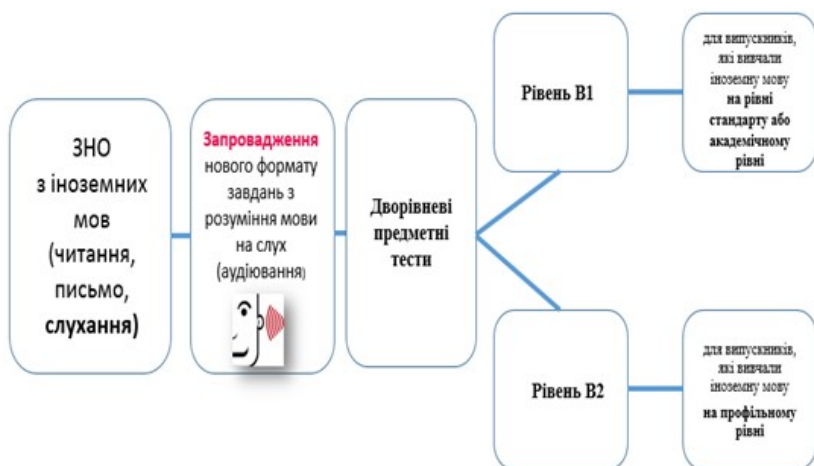 ЗНО
з іноземних
мов
(читання,
письмо,
слухання)
Запровадження
нового формату
завдань з
розуміння мови
на слух
(аудіювання)
Дворівневі
предметні
тести
Рівень В1
для випускників,
які вивчали
іноземну мову
на рівні
стандарту або
академічному
рівні
Рівень В2
для випускників,
які вивчали
іноземну мову
на профільному
рівні